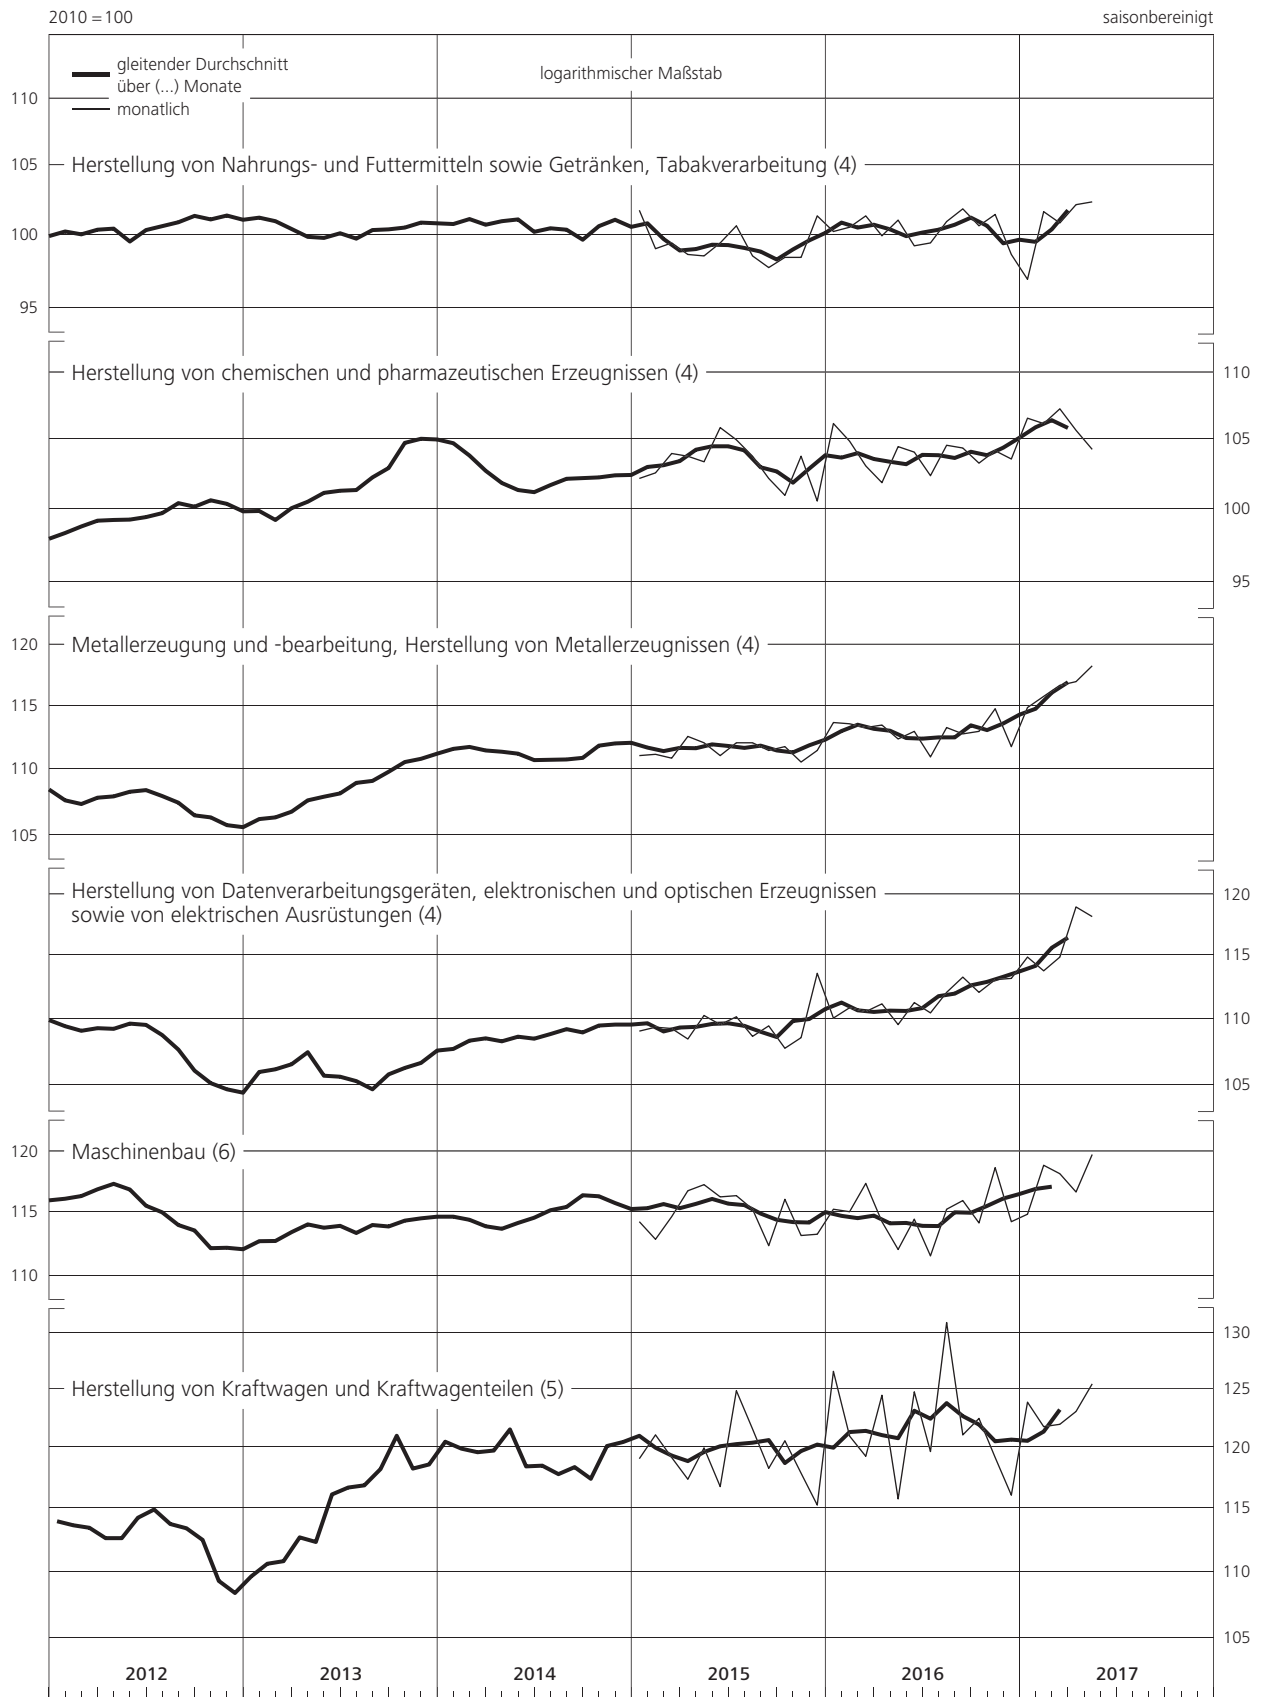 2010 = 100
saisonbereinigt
gleitender Durchschnitt
über (...) Monate
monatlich
logarithmischer Maßstab
110
105
Herstellung von Nahrungs- und Futtermitteln sowie Getränken, Tabakverarbeitung (4)
100
95
Herstellung von chemischen und pharmazeutischen Erzeugnissen (4)
110
105
100
95
120
Metallerzeugung und -bearbeitung, Herstellung von Metallerzeugnissen (4)
115
110
105
Herstellung von Datenverarbeitungsgeräten, elektronischen und optischen Erzeugnissen
sowie von elektrischen Ausrüstungen (4)
120
115
110
105
120
Maschinenbau (6)
115
110
130
Herstellung von Kraftwagen und Kraftwagenteilen (5)
125
120
115
110
105
2012 2013 2014 2015 2016 2017